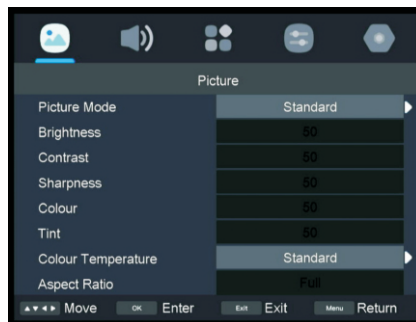 Picture
Picture Mode Standard
Brightness 50
Contrast 50
Sharpness 50
Colour 50
Tint 50
Colour Temperature Standard
Aspect Ratio Full
Move OK Enter Exit Exit Menu Return